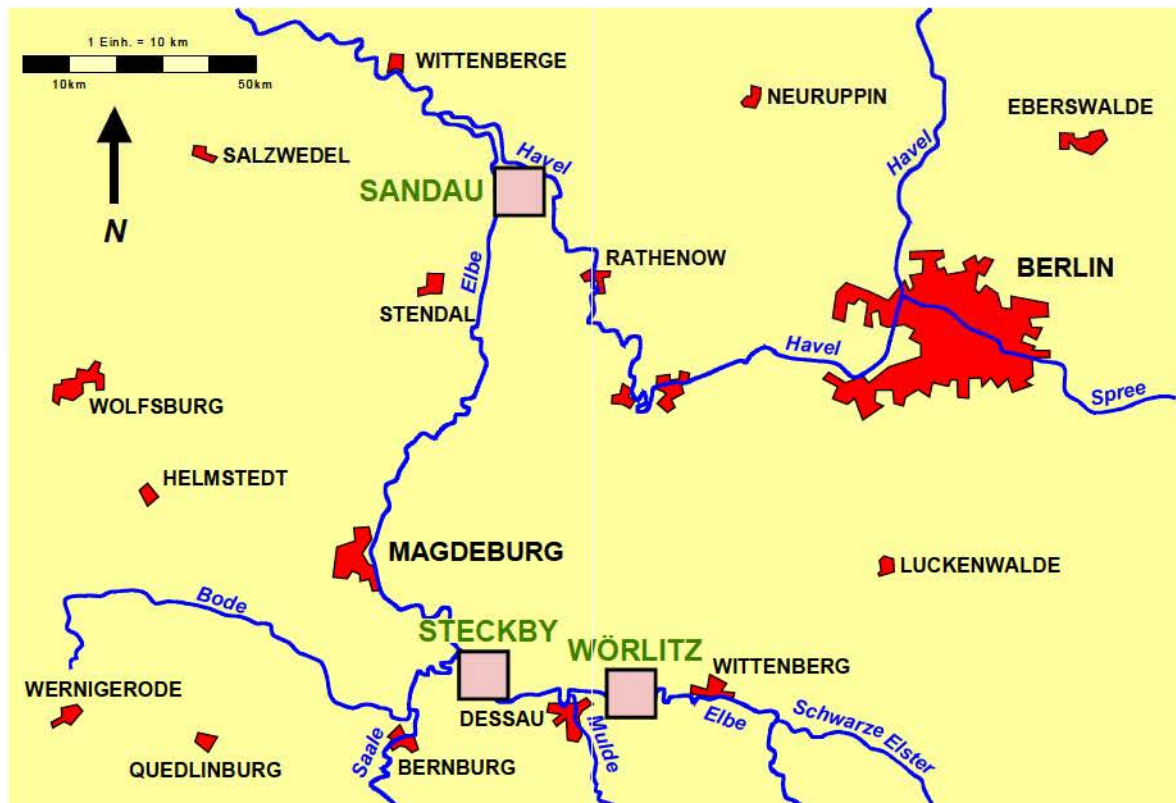 1 Einh. = 10 km
10km 50km
N
WITTENBERGE
NEURUPPIN
EBERSWALDE
SALZWEDEL
Havel
Havel
SANDAU
Elbe
RATHENOW
BERLIN
STENDAL
Havel
Spree
WOLFSBURG
HELMSTEDT
MAGDEBURG
LUCKENWALDE
Bode
STECKBY
WÖRLITZ
WITTENBERG
WERNIGERODE
DESSAU
Elbe
Schwarze Elster
Mulde
Saale
QUEDLINBURG
BERNBURG